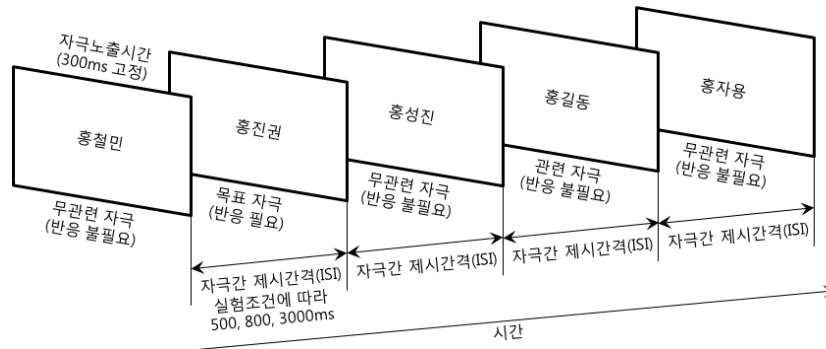 자극노출시간
(300ms 고정)
홍철민
무관련 자극
(반응 불필요)
홍진권
목표 자극
(반응 필요)
홍성진
무관련 자극
(반응 불필요)
홍길동
관련 자극
(반응 불필요)
홍자용
무관련 자극
(반응 불필요)
자극간 제시간격(ISI)
실험조건에 따라
500, 800, 3000ms
자극간 제시간격(ISI)
자극간 제시간격(ISI)
자극간 제시간격(ISI)
시간